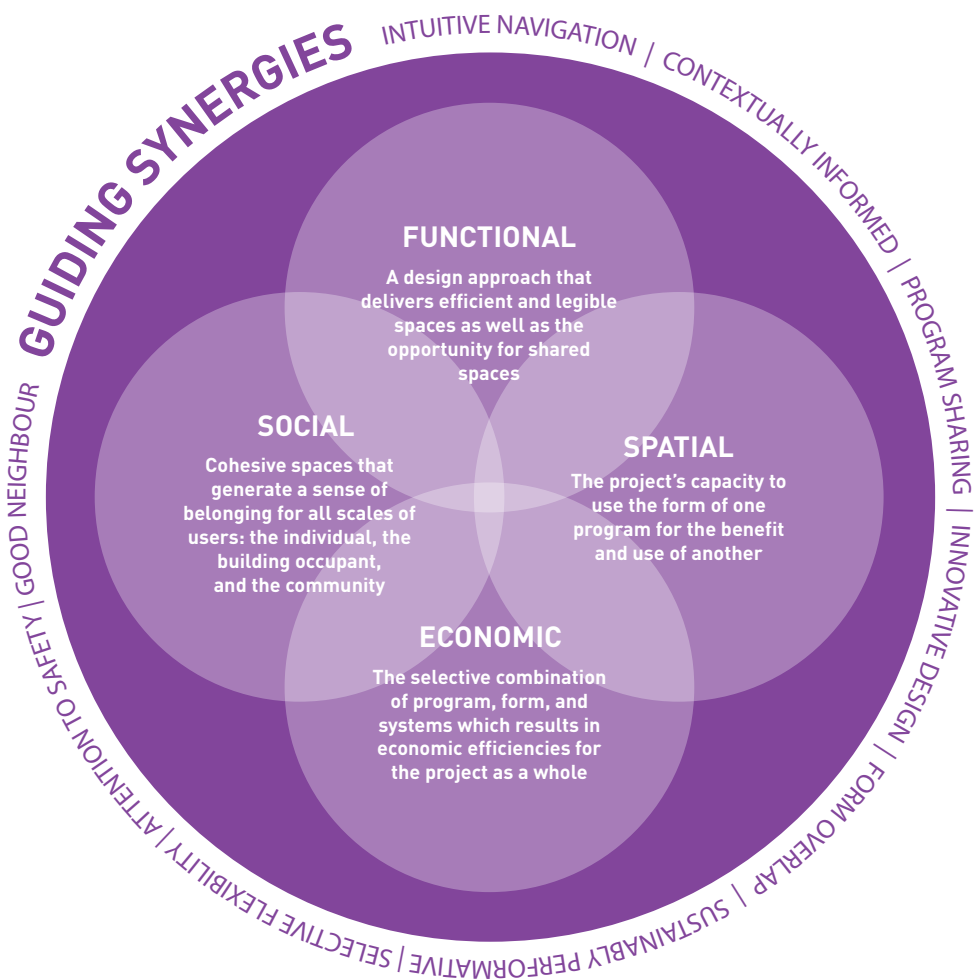 GUIDING SYNERGIES
INTUITIVE NAVIGATION | CONTEXTUALLY INFORMED | PROGRAM SHARING | INNOVATIVE DESIGN | FORM OVERLAP | SUSTAINABLY PERFORMATIVE | SELECTIVE FLEXIBILITY | ATTENTION TO SAFETY | GOOD NEIGHBOUR
FUNCTIONAL
A design approach that
delivers efficient and legible
spaces as well as the
opportunity for shared
spaces
SOCIAL
Cohesive spaces that
generate a sense of
belonging for all scales of
users: the individual, the
building occupant,
and the community
SPATIAL
The project's capacity to
use the form of one
program for the benefit
and use of another
ECONOMIC
The selective combination
of program, form, and
systems which results in
economic efficiencies for
the project as a whole